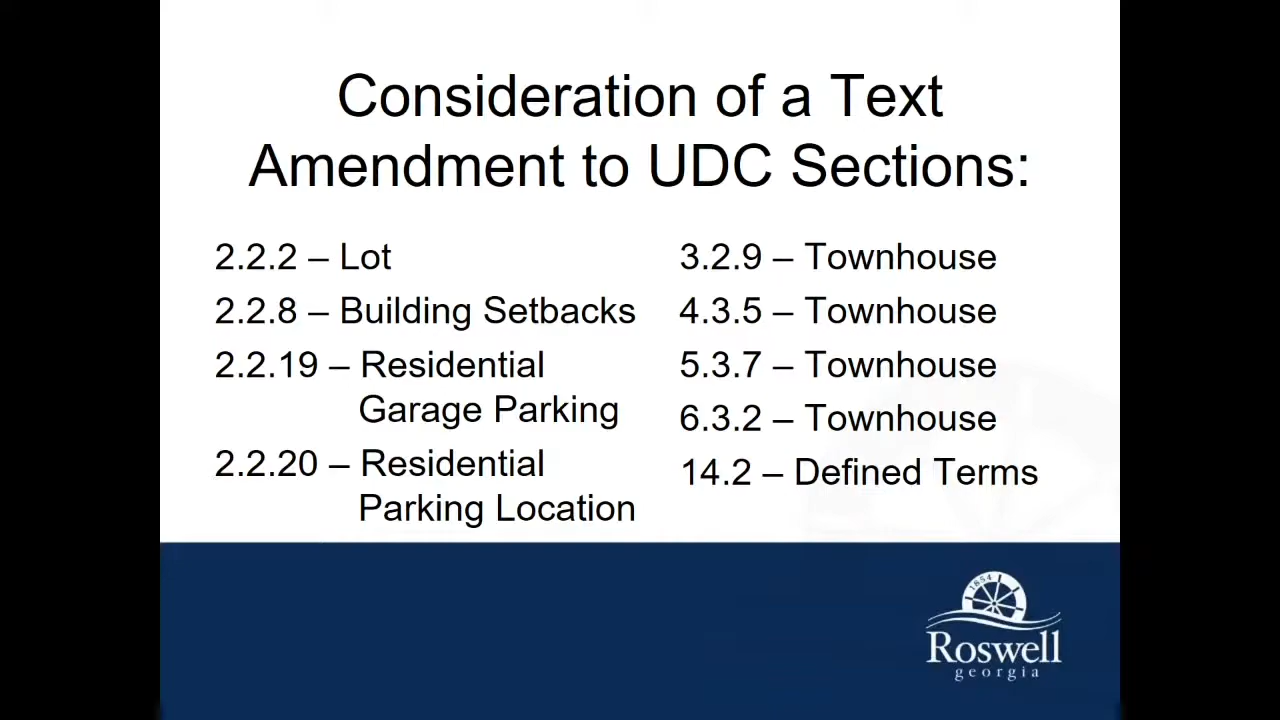 Consideration of a Text
Amendment to UDC Sections:
2.2.2 – Lot
2.2.8 – Building Setbacks
2.2.19 – Residential
Garage Parking
2.2.20 – Residential
Parking Location
3.2.9 – Townhouse
4.3.5 – Townhouse
5.3.7 – Townhouse
6.3.2 – Townhouse
14.2 – Defined Terms
1854
Roswell
georgia